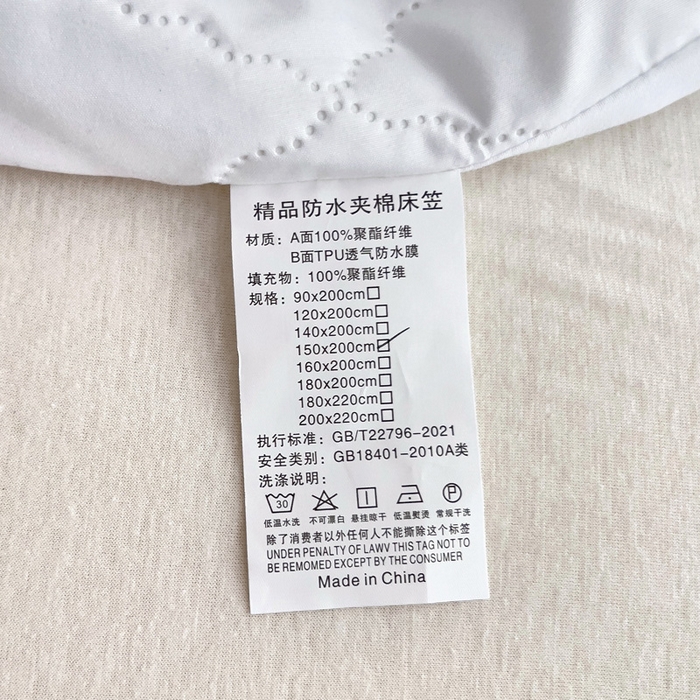 精品防水夹棉床笠
材质：A面100%聚酯纤维
B面TPU透气防水膜
填充物：100%聚酯纤维
规格：90x200cm□
120x200cm□
140x200cm□
150x200cm☑
160x200cm□
180x200cm□
180x220cm□
200x220cm□
执行标准：GB/T22796-2021
安全类别：GB18401-2010A类
洗涤说明：
30 P
低温水洗 不可漂白 悬挂晾干 低温熨烫 常规干洗
除了消费者以外任何人不能撕除这个标签
UNDER PENALTY OF LAWV THIS TAG NOT TO
BE REMOMED EXCEPT BY THE CONSUMER
Made in China